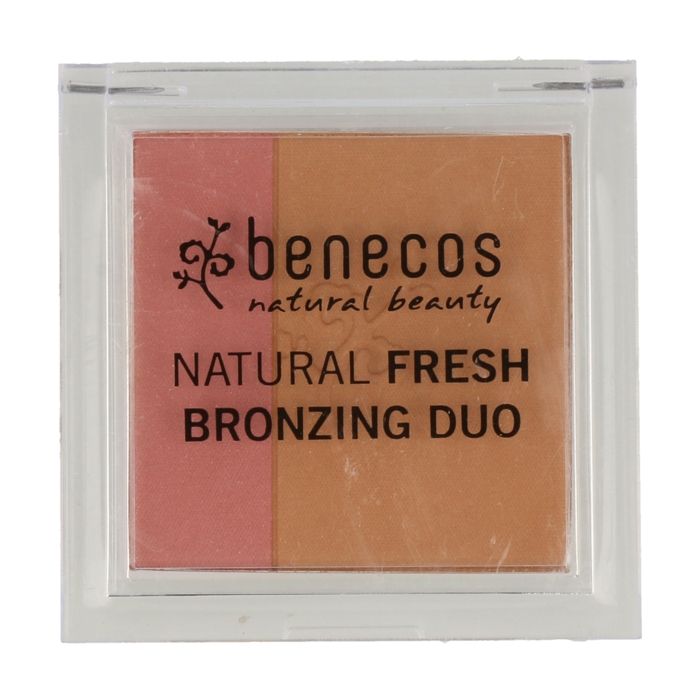 benecos
natural beauty
NATURAL FRESH
BRONZING DUO